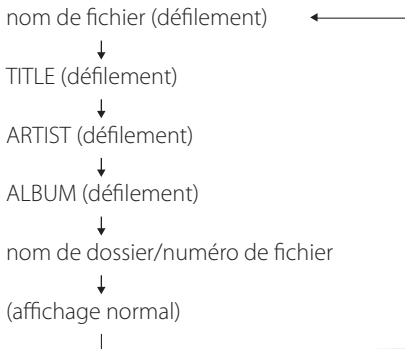 nom de fichier (défilement)
TITLE (défilement)
ARTIST (défilement)
ALBUM (défilement)
nom de dossier/numéro de fichier
(affichage normal)